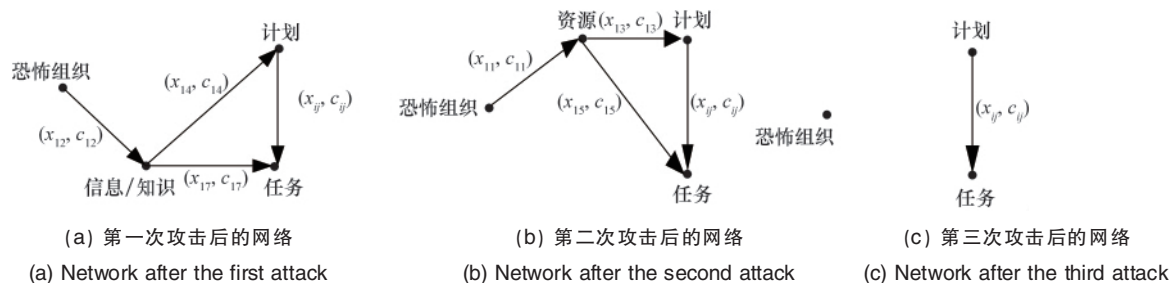 计划
恐怖组织
(x₁₄, c₁₄)
(xᵢⱼ, cᵢⱼ)
(x₁₂, c₁₂)
信息/知识
(x₁₇, c₁₇)
任务
(a) 第一次攻击后的网络
(a) Network after the first attack
资源
(x₁₃, c₁₃)
计划
(x₁₁, c₁₁)
(x₁₅, c₁₅)
(xᵢⱼ, cᵢⱼ)
恐怖组织
任务
(b) 第二次攻击后的网络
(b) Network after the second attack
计划
恐怖组织
(xᵢⱼ, cᵢⱼ)
任务
(c) 第三次攻击后的网络
(c) Network after the third attack